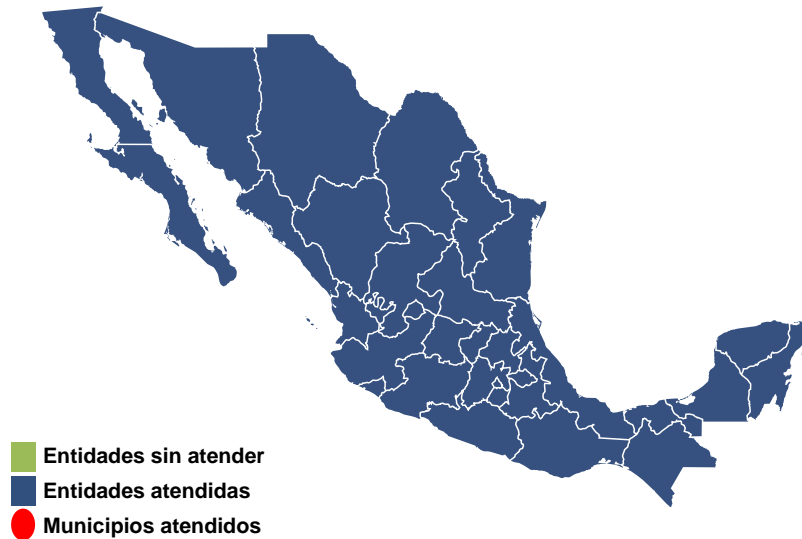 Entidades sin atender
Entidades atendidas
Municipios atendidos